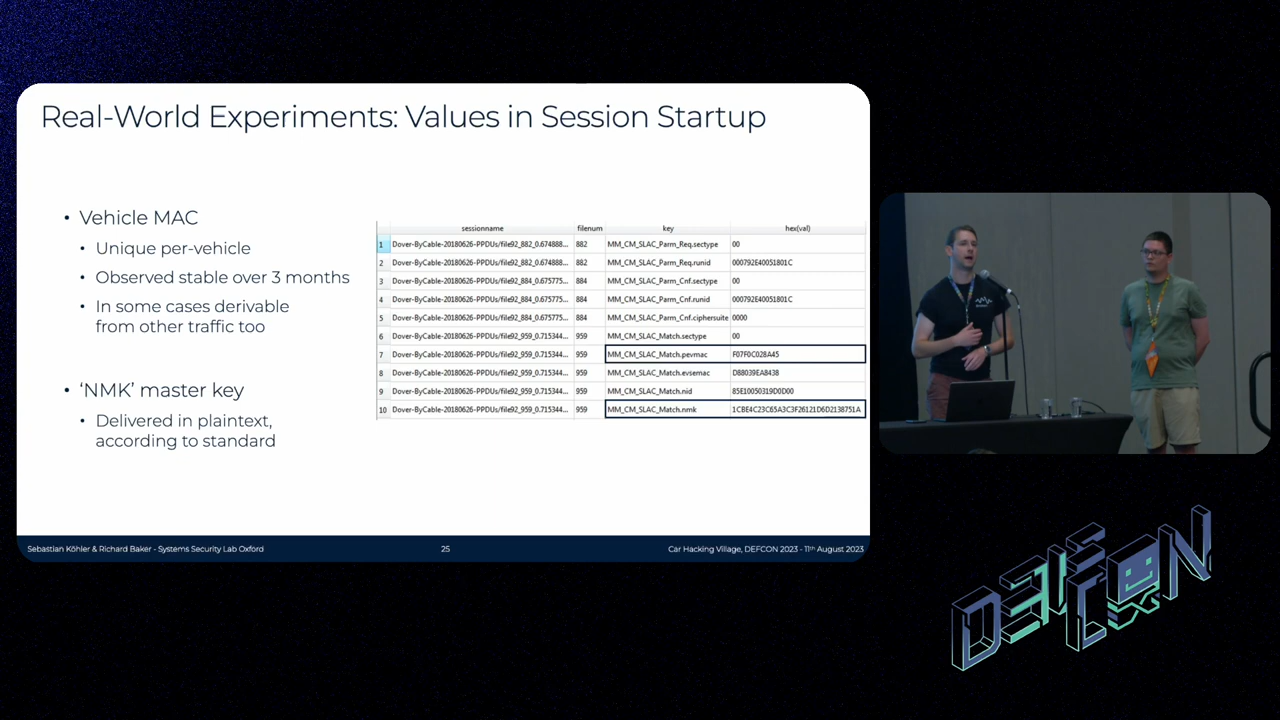 Real-World Experiments: Values in Session Startup
• Vehicle MAC
• Unique per-vehicle
• Observed stable over 3 months
• In some cases derivable
from other traffic too
• ‘NMK’ master key
• Delivered in plaintext,
according to standard
sessionname filenum key hex(val)
1 Dover-ByCable-20180626-PPDUs/file92_882_0.674888... 882 MM_CM_SLAC_Parm_Req.sectype 00
2 Dover-ByCable-20180626-PPDUs/file92_882_0.674888... 882 MM_CM_SLAC_Parm_Req.runid 000792E40051801C
3 Dover-ByCable-20180626-PPDUs/file92_884_0.675775... 884 MM_CM_SLAC_Parm_Cnf.sectype 00
4 Dover-ByCable-20180626-PPDUs/file92_884_0.675775... 884 MM_CM_SLAC_Parm_Cnf.runid 000792E40051801C
5 Dover-ByCable-20180626-PPDUs/file92_884_0.675775... 884 MM_CM_SLAC_Parm_Cnf.ciphersuite 0000
6 Dover-ByCable-20180626-PPDUs/file92_959_0.715344... 959 MM_CM_SLAC_Match.sectype 00
7 Dover-ByCable-20180626-PPDUs/file92_959_0.715344... 959 MM_CM_SLAC_Match.pevmac F07F0C028A45
8 Dover-ByCable-20180626-PPDUs/file92_959_0.715344... 959 MM_CM_SLAC_Match.evsemac D88039EA8438
9 Dover-ByCable-20180626-PPDUs/file92_959_0.715344... 959 MM_CM_SLAC_Match.nid 85E10050319D0D00
10 Dover-ByCable-20180626-PPDUs/file92_959_0.715344... 959 MM_CM_SLAC_Match.nmk 1CBE4C23C65A3C3F26121D6D2138751A
Sebastian Köhler & Richard Baker - Systems Security Lab Oxford 25 Car Hacking Village, DEFCON 2023 - 11th August 2023
DEFCON